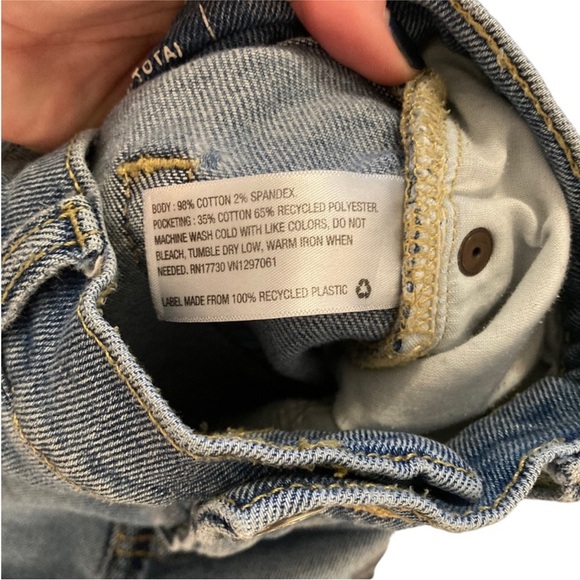 TOTAL
BODY : 98% COTTON 2% SPANDEX.
POCKETING : 35% COTTON 65% RECYCLED POLYESTER.
MACHINE WASH COLD WITH LIKE COLORS, DO NOT
BLEACH, TUMBLE DRY LOW, WARM IRON WHEN
NEEDED. RN17730 VN1297061
LABEL MADE FROM 100% RECYCLED PLASTIC